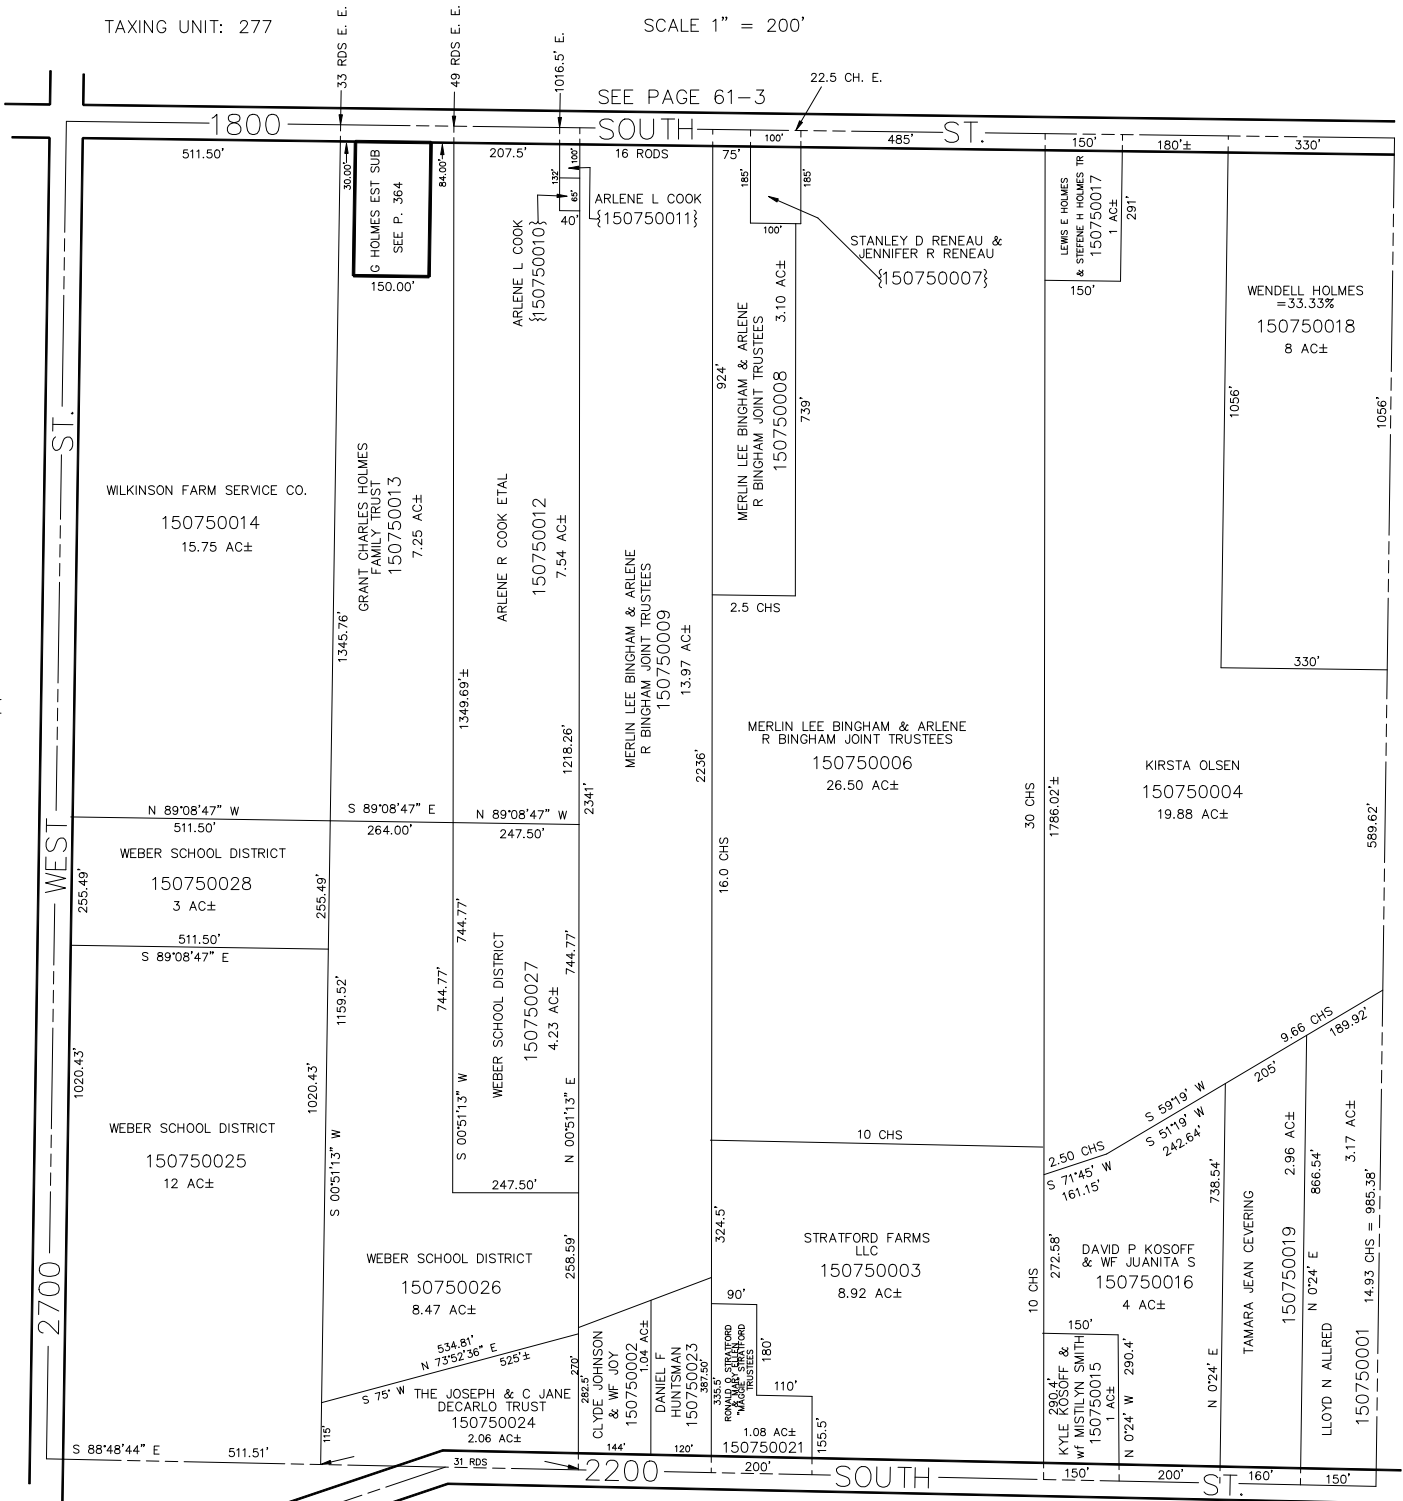 TAXING UNIT: 277
SCALE 1" = 200'
33 RDS E. E.
49 RDS E. E.
1016.5' E.
22.5 CH. E.
SEE PAGE 61-3
1800
SOUTH
ST.
511.50'
30.00'
84.00'
207.5'
100'
16 RODS
75'
100'
485'
150'
180'±
330'
G HOLMES EST SUB
SEE P. 364
150.00'
132'
65'
40'
ARLENE L COOK
{150750011}
ARLENE L COOK
{150750010}
185'
185'
100'
STANLEY D RENEAU &
JENNIFER R RENEAU
{150750007}
LEWIS E HOLMES
& STEFENE H HOLMES TR
150750017
1 AC±
291'
150'
WENDELL HOLMES
=33.33%
150750018
8 AC±
1056'
1056'
330'
WILKINSON FARM SERVICE CO.
150750014
15.75 AC±
1345.76'
GRANT CHARLES HOLMES
FAMILY TRUST
150750013
7.25 AC±
1349.69'±
ARLENE R COOK ETAL
150750012
7.54 AC±
1218.26'
2341'
MERLIN LEE BINGHAM & ARLENE
R BINGHAM JOINT TRUSTEES
150750009
13.97 AC±
924'
MERLIN LEE BINGHAM & ARLENE
R BINGHAM JOINT TRUSTEES
150750008
3.10 AC±
739'
2.5 CHS
2236'
16.0 CHS
MERLIN LEE BINGHAM & ARLENE
R BINGHAM JOINT TRUSTEES
150750006
26.50 AC±
30 CHS
1786.02'±
KIRSTA OLSEN
150750004
19.88 AC±
589.62'
WEST
ST.
2700
N 89°08'47" W
511.50'
S 89°08'47" E
264.00'
N 89°08'47" W
247.50'
WEBER SCHOOL DISTRICT
150750028
3 AC±
255.49'
255.49'
511.50'
S 89°08'47" E
1020.43'
1020.43'
1159.52'
S 00°51'13" W
WEBER SCHOOL DISTRICT
150750025
12 AC±
744.77'
744.77'
S 00°51'13" W
WEBER SCHOOL DISTRICT
150750027
4.23 AC±
744.77'
N 00°51'13" E
247.50'
WEBER SCHOOL DISTRICT
150750026
8.47 AC±
258.59'
534.81'
N 73°52'36" E
525'±
S 75° W
THE JOSEPH & C JANE
DECARLO TRUST
150750024
2.06 AC±
115'
270'
S 88°48'44" E
511.51'
31 RDS
282.5'
CLYDE JOHNSON
& WF JOY
150750002
1.04 AC±
144'
DANIEL F
HUNTSMAN
150750023
387.50'
120'
324.5'
10 CHS
STRATFORD FARMS
LLC
150750003
8.92 AC±
10 CHS
90'
335.5'
RONALD O. STRATFORD
& MARY ELLEN
"MAGGIE" STRATFORD
TRUSTEES
180'
110'
1.08 AC±
150750021
155.5'
200'
2.50 CHS
S 71°45' W
161.15'
S 59°19' W
S 51°19' W
242.64'
9.66 CHS
205'
189.92'
272.58'
DAVID P KOSOFF
& WF JUANITA S
150750016
4 AC±
150'
290.4'
KYLE KOSOFF &
wf MISTILYN SMITH
150750015
1 AC±
290.4'
N 0°24' W
738.54'
N 0°24' E
TAMARA JEAN CEVERING
150750019
2.96 AC±
866.54'
N 0°24' E
LLOYD N ALLRED
150750001
3.17 AC±
14.93 CHS = 985.38'
150'
200'
160'
150'
2200
SOUTH
ST.